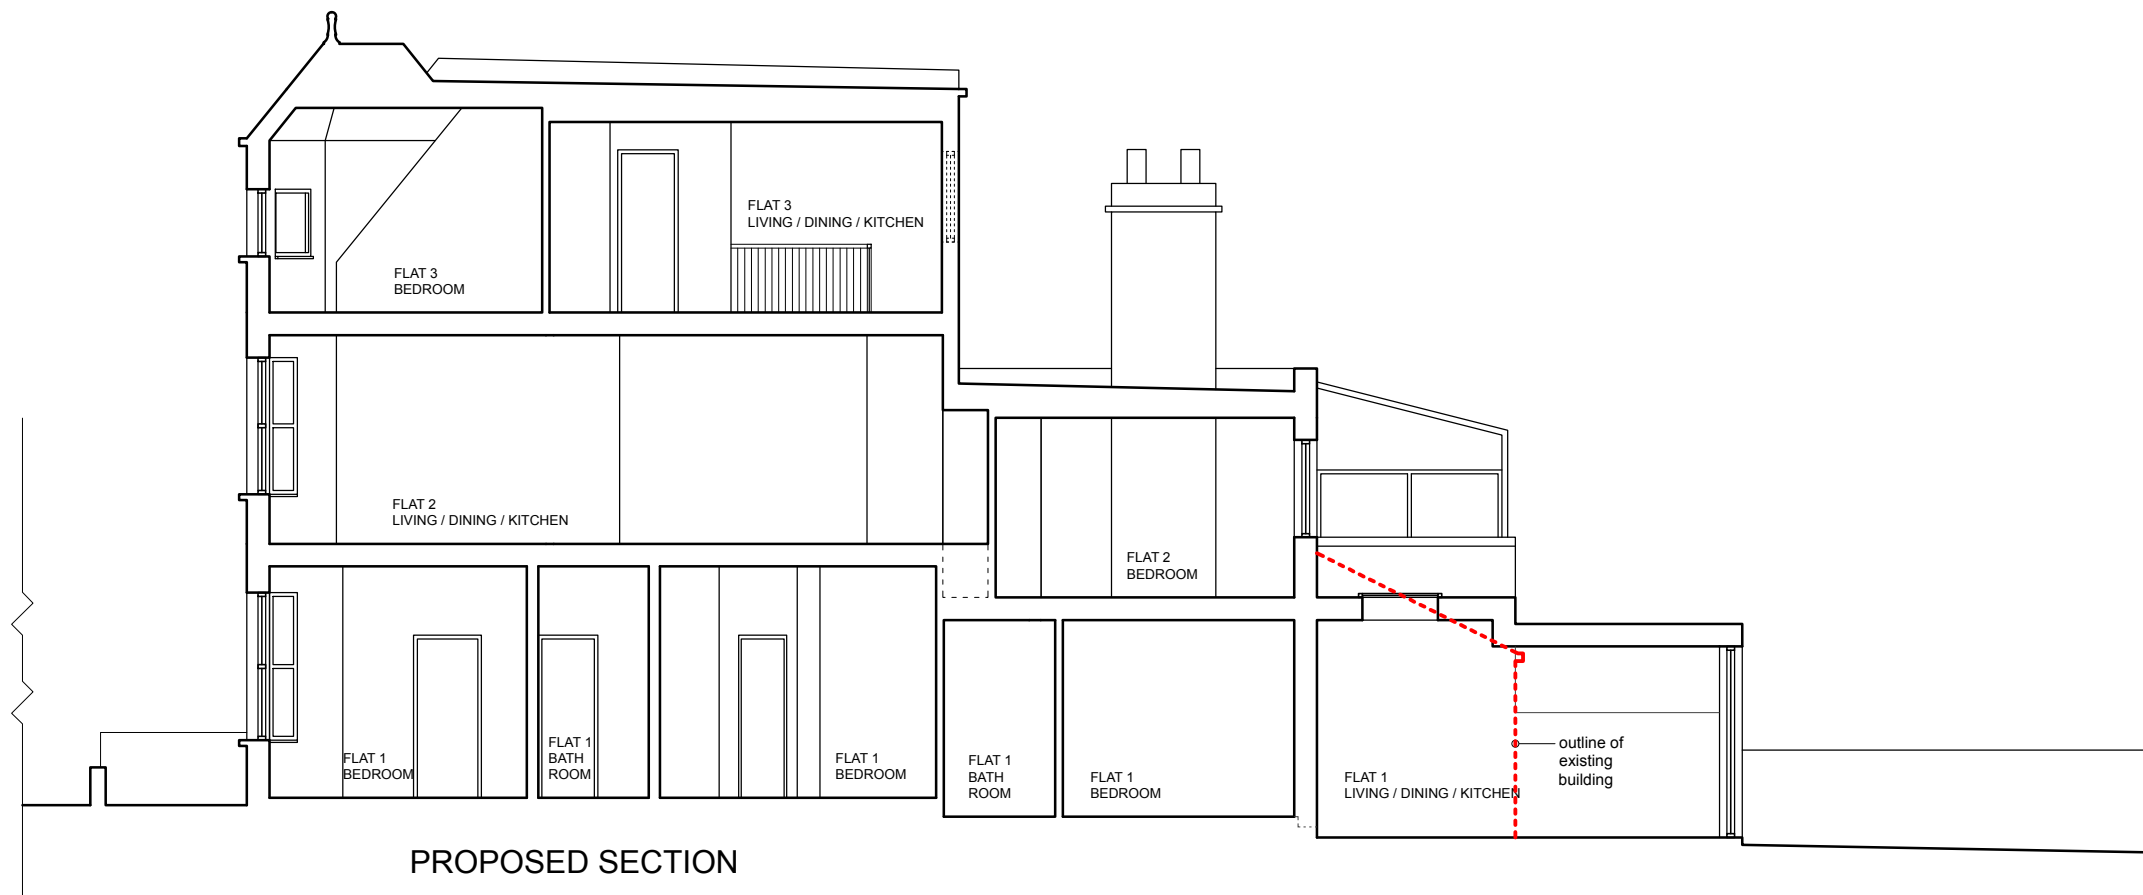 FLAT 3
LIVING / DINING / KITCHEN
FLAT 3
BEDROOM
FLAT 2
LIVING / DINING / KITCHEN
FLAT 2
BEDROOM
FLAT 1
BEDROOM
FLAT 1
BATH
ROOM
FLAT 1
BEDROOM
FLAT 1
BATH
ROOM
FLAT 1
BEDROOM
FLAT 1
LIVING / DINING / KITCHEN
outline of
existing
building
PROPOSED SECTION